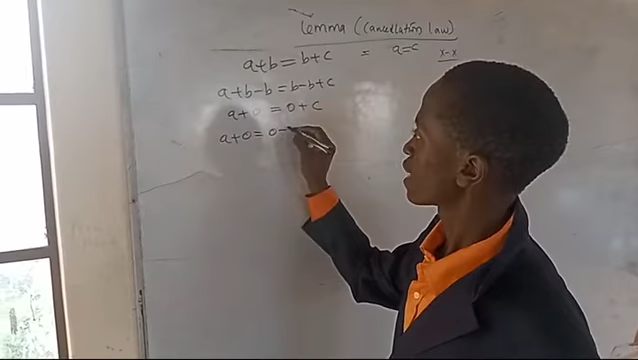 Lemma (Cancellation law)
a+b = b+c = a=c x-x
a+b-b = b-b+c
a+0 = 0+c
a+0= 0-